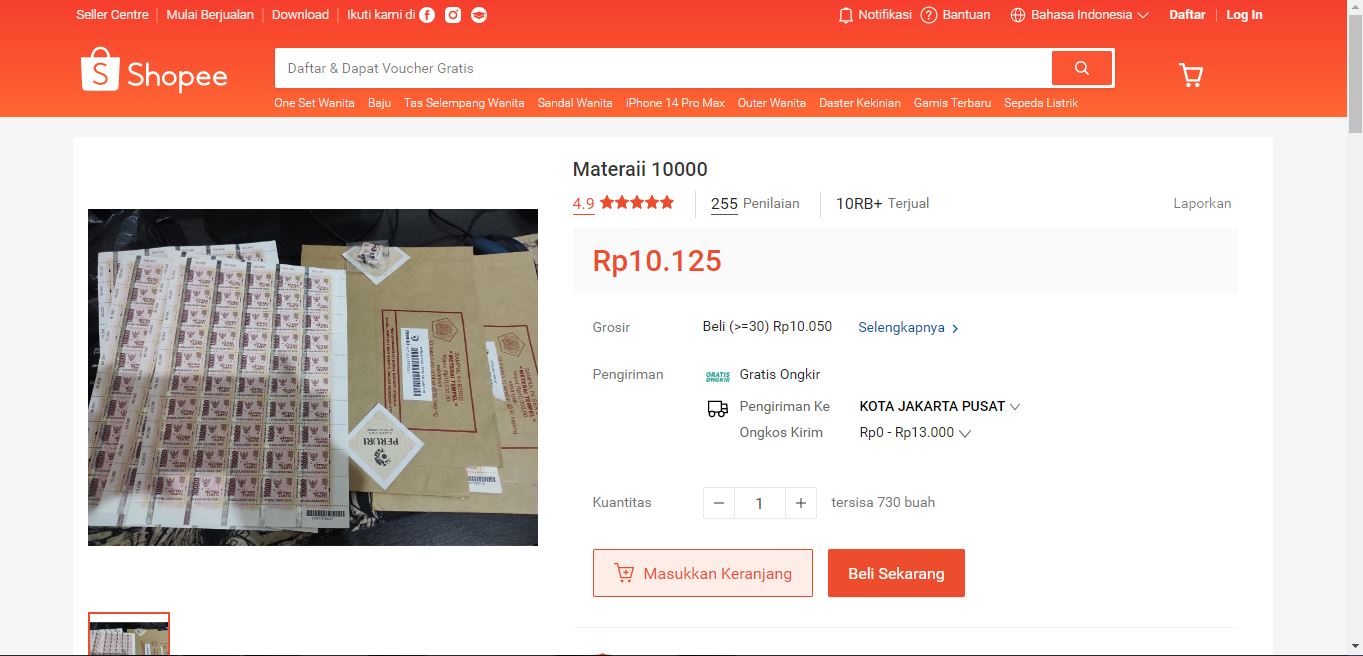 Seller Centre | Mulai Berjualan | Download | Ikuti kami di
Notifikasi ? Bantuan Bahasa Indonesia Daftar | Log In
S Shopee
Daftar & Dapat Voucher Gratis
One Set Wanita Baju Tas Selempang Wanita Sandal Wanita iPhone 14 Pro Max Outer Wanita Daster Kekinian Gamis Terbaru Sepeda Listrik
Materaii 10000
4.9 255 Penilaian 10RB+ Terjual Laporkan
Rp10.125
Grosir Beli (>=30) Rp10.050 Selengkapnya
Pengiriman GRATIS ONGKIR Gratis Ongkir
Pengiriman Ke KOTA JAKARTA PUSAT
Ongkos Kirim Rp0 - Rp13.000
Kuantitas − 1 + tersisa 730 buah
Masukkan Keranjang Beli Sekarang
10000
PERURI